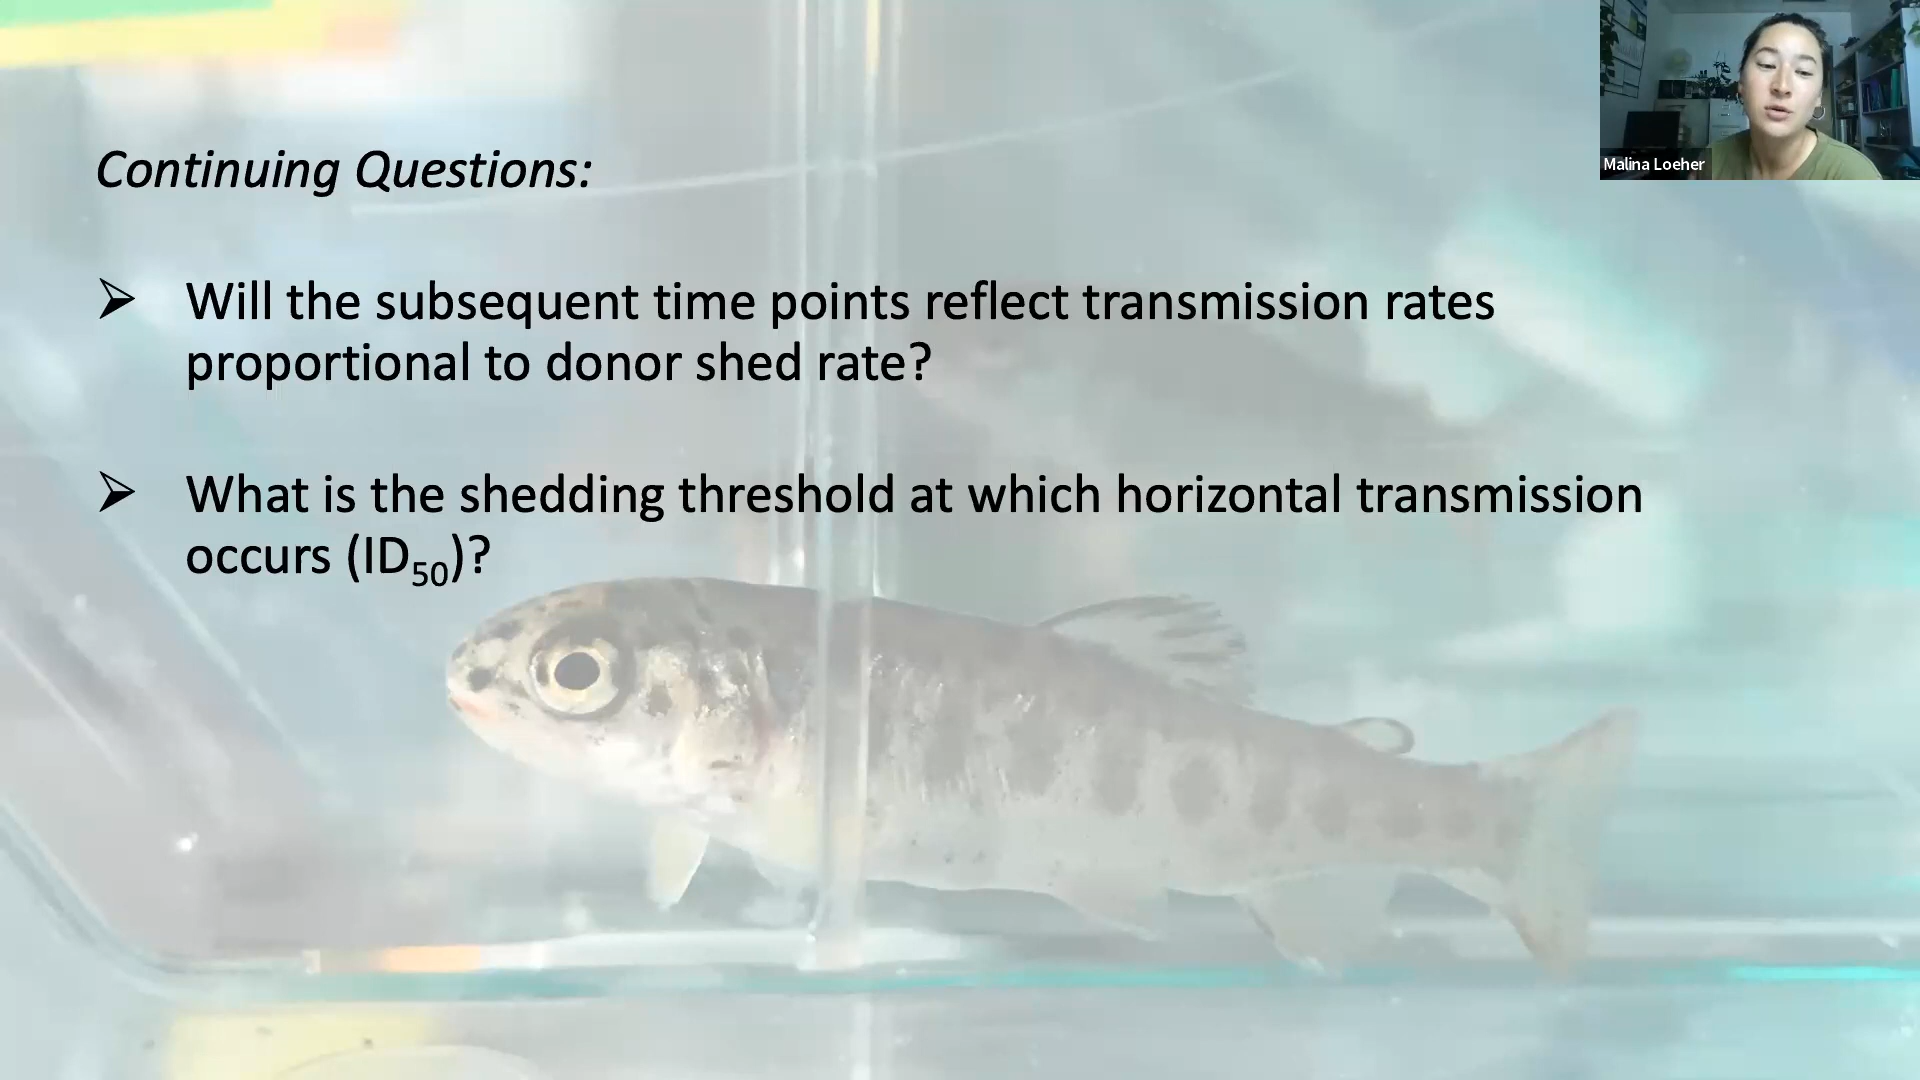 Malina Loeher
Continuing Questions:
➢ Will the subsequent time points reflect transmission rates
proportional to donor shed rate?
➢ What is the shedding threshold at which horizontal transmission
occurs (ID50)?